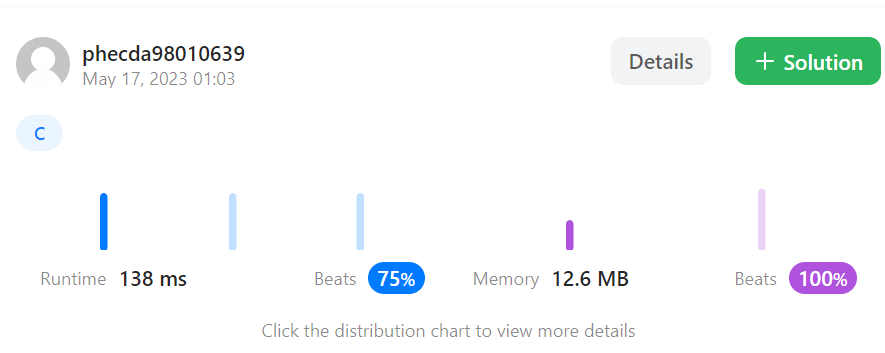 phecda98010639
May 17, 2023 01:03
Details
+ Solution
C
Runtime 138 ms Beats 75% Memory 12.6 MB Beats 100%
Click the distribution chart to view more details